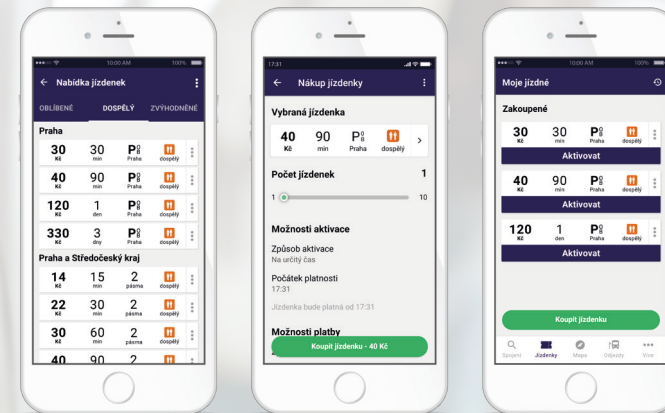 10:00 AM 100%
Nabídka jízdenek
OBLÍBENÉ DOSPĚLÝ ZVÝHODNĚNÉ
Praha
30 30 P
Kč min Praha dospělý
40 90 P
Kč min Praha dospělý
120 1 P
Kč den Praha dospělý
330 3 P
Kč dny Praha dospělý
Praha a Středočeský kraj
14 15 2
Kč min pásma dospělý
22 30 2
Kč min pásma dospělý
30 60 2
Kč min pásma dospělý
40 90 2
17:31
Nákup jízdenky
Vybraná jízdenka
40 90 P
Kč min Praha dospělý
Počet jízdenek 1
1 10
Možnosti aktivace
Způsob aktivace
Na určitý čas
Počátek platnosti
17:31
Jízdenka bude platná od 17:31
Možnosti platby
Koupit jízdenku - 40 Kč
10:00 AM 100%
Moje jízdné
Zakoupené
30 30 P
Kč min Praha dospělý
Aktivovat
40 90 P
Kč min Praha dospělý
Aktivovat
120 1 P
Kč den Praha dospělý
Aktivovat
Koupit jízdenku
Spojení Jízdenky Mapa Odjezdy Více